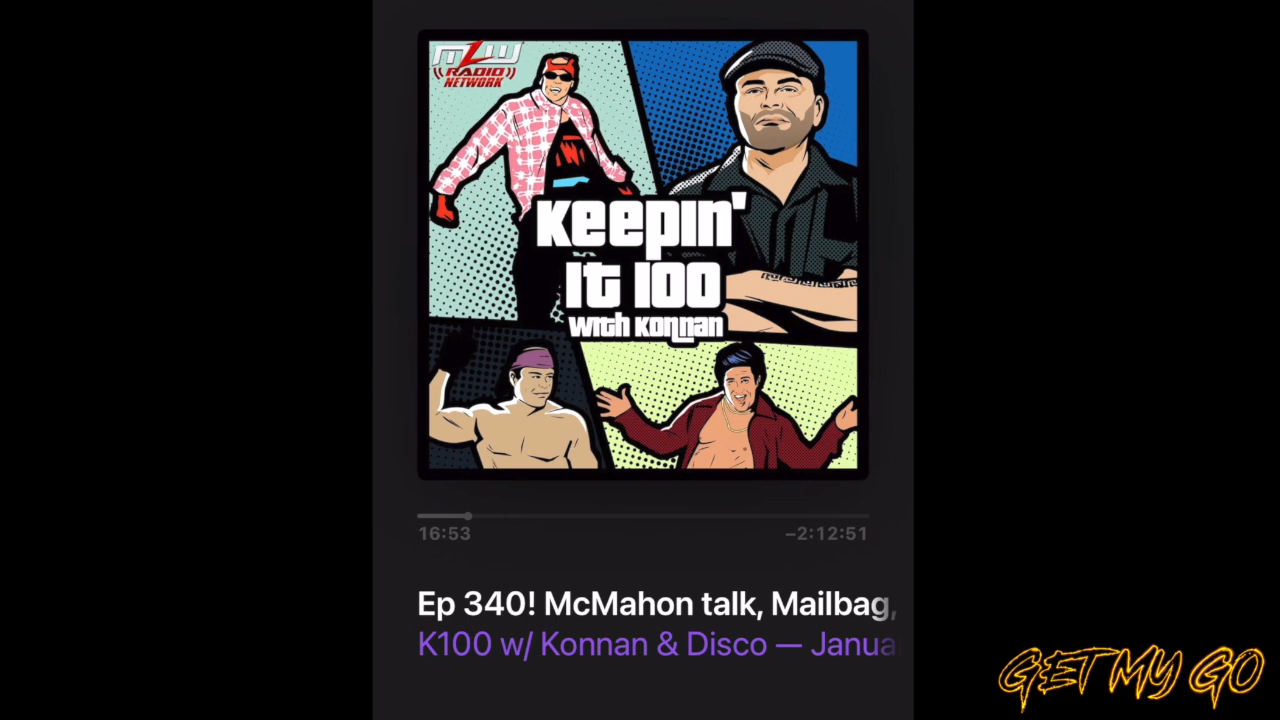 MLW
RADIO
NETWORK
Keepin'
It 100
with Konnan
16:53
−2:12:51
Ep 340! McMahon talk, Mailbag,
K100 w/ Konnan & Disco — Janua
GET MY GO